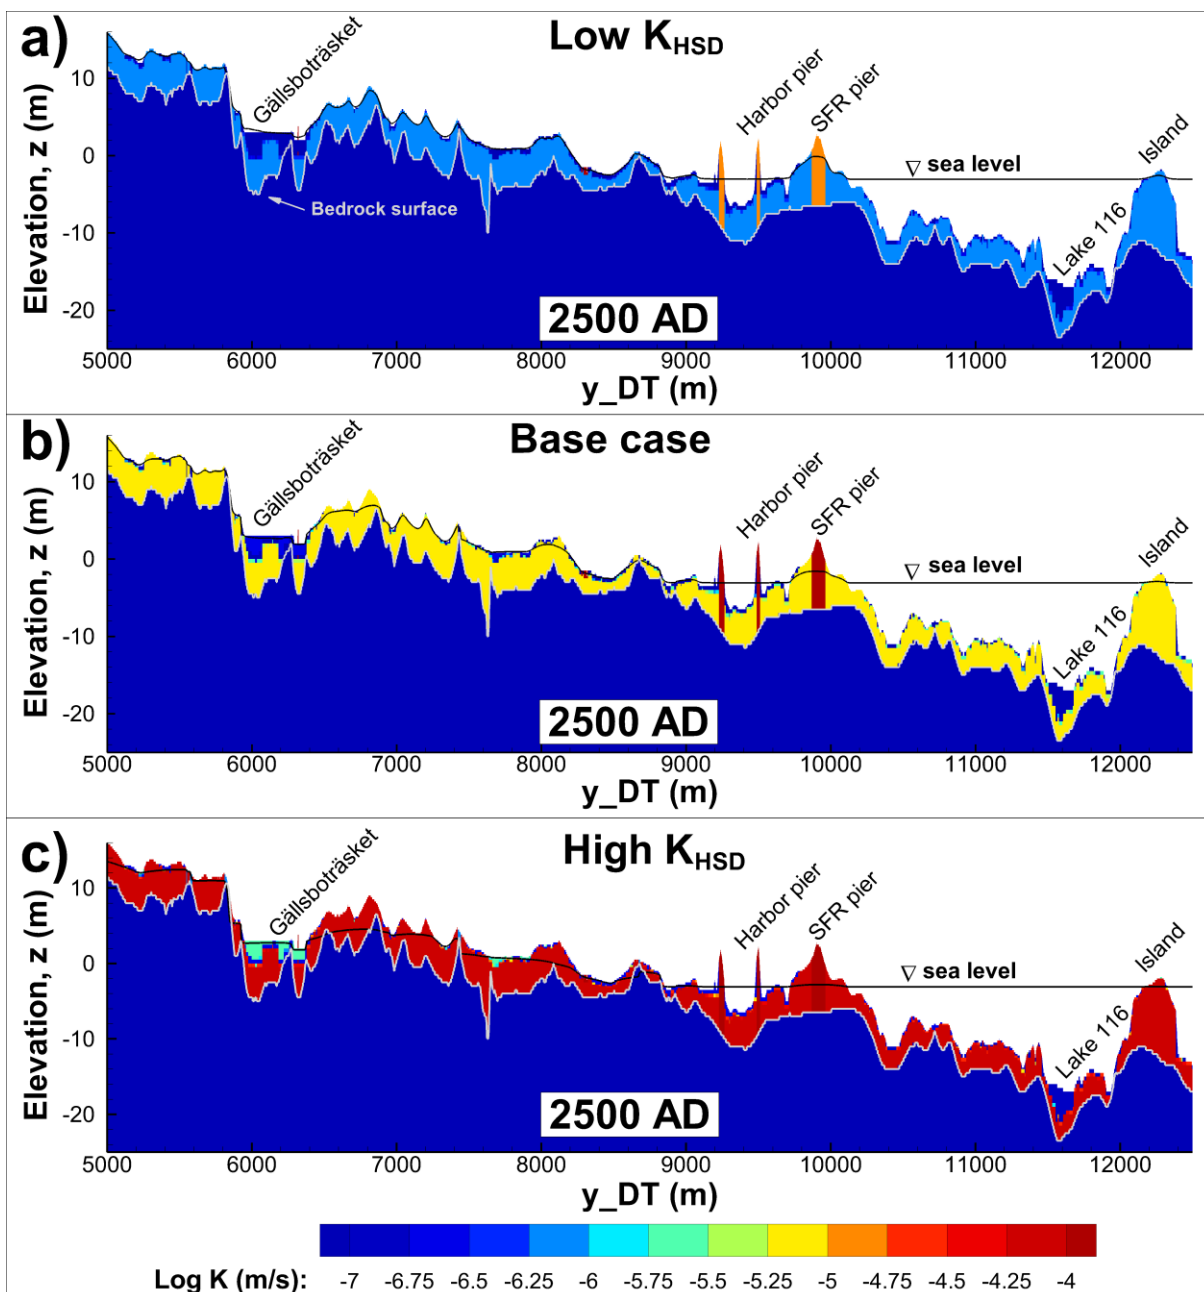 a)
Low KHSD
Elevation, z (m)
10
0
-10
-20
Gällsboträsket
Bedrock surface
Harbor pier
SFR pier
▽ sea level
Island
Lake 116
2500 AD
5000 6000 7000 8000 9000 10000 11000 12000
y_DT (m)
b)
Base case
Elevation, z (m)
10
0
-10
-20
Gällsboträsket
Harbor pier
SFR pier
▽ sea level
Island
Lake 116
2500 AD
5000 6000 7000 8000 9000 10000 11000 12000
y_DT (m)
c)
High KHSD
Elevation, z (m)
10
0
-10
-20
Gällsboträsket
Harbor pier
SFR pier
▽ sea level
Island
Lake 116
2500 AD
5000 6000 7000 8000 9000 10000 11000 12000
y_DT (m)
Log K (m/s): -7 -6.75 -6.5 -6.25 -6 -5.75 -5.5 -5.25 -5 -4.75 -4.5 -4.25 -4